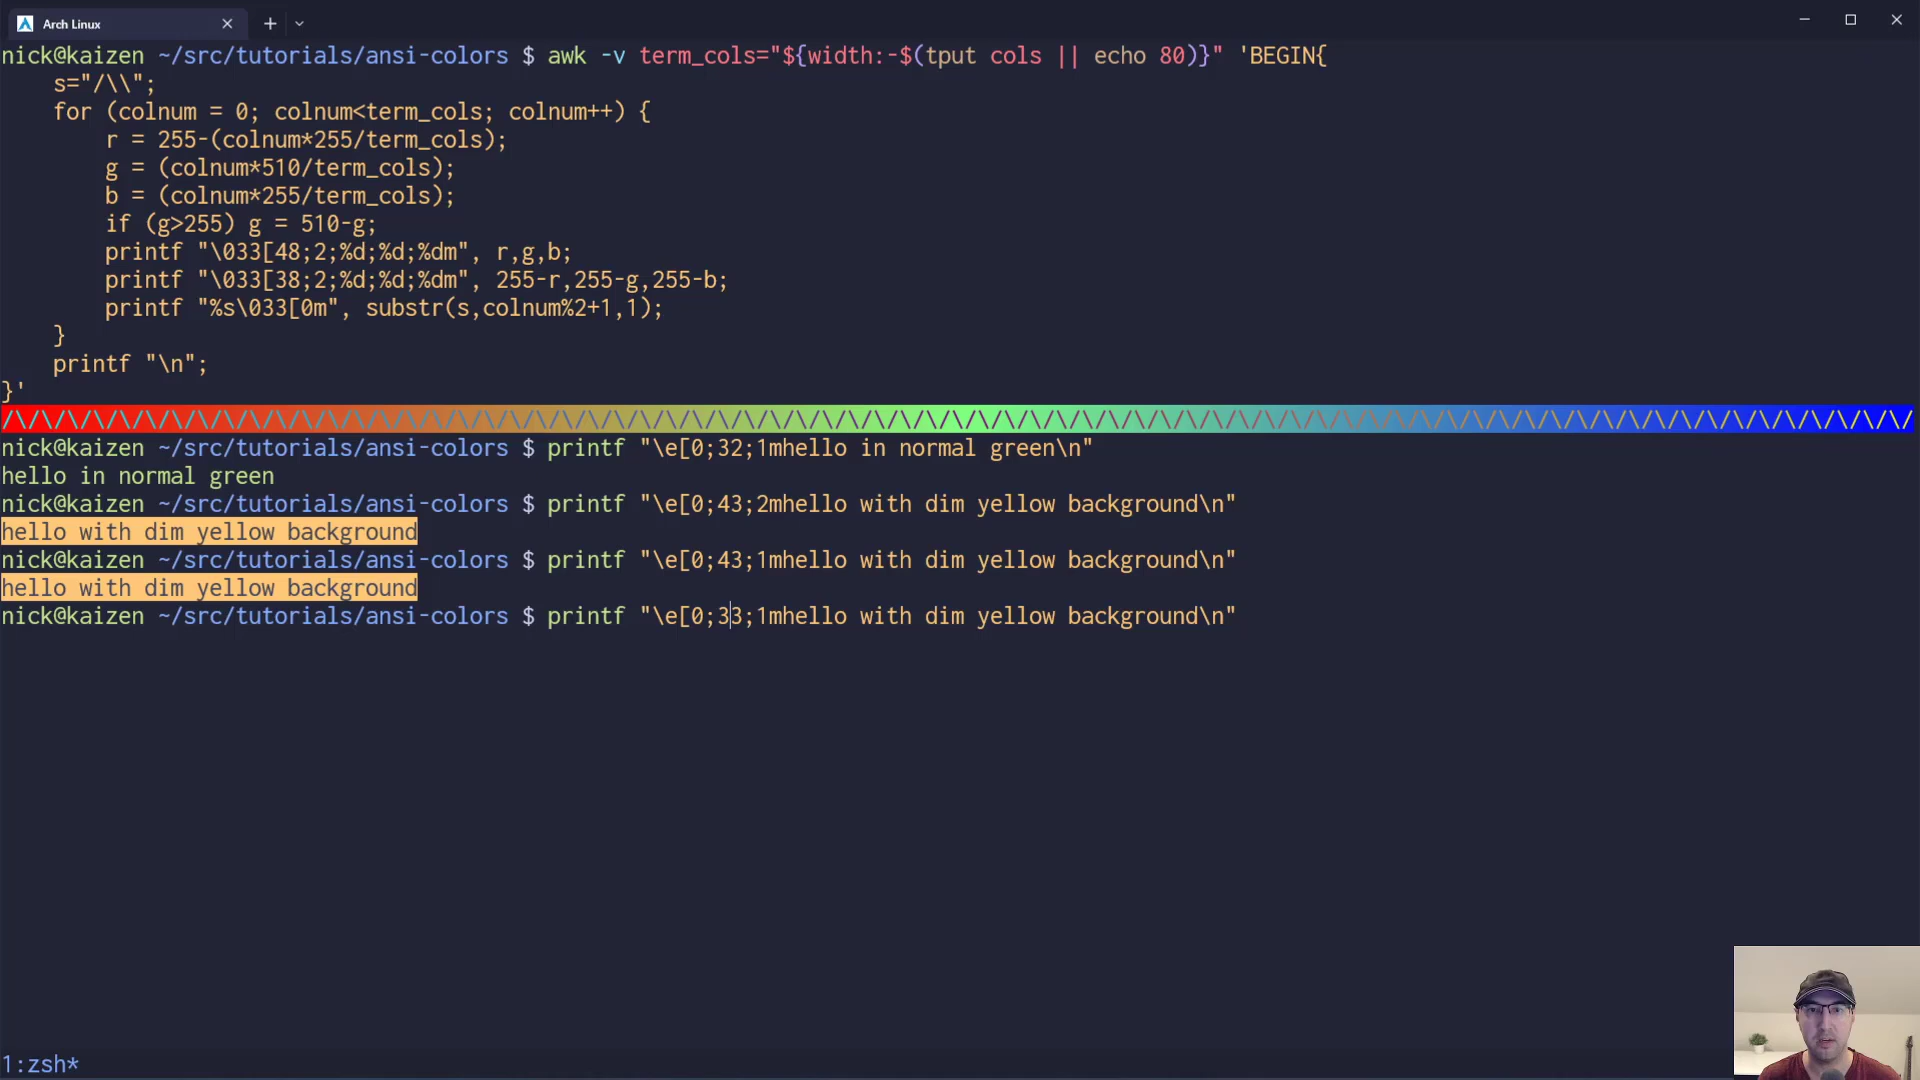 Arch Linux
nick@kaizen ~/src/tutorials/ansi-colors $ awk -v term_cols="${width:-$(tput cols || echo 80)}" 'BEGIN{
    s="/\\";
    for (colnum = 0; colnum<term_cols; colnum++) {
        r = 255-(colnum*255/term_cols);
        g = (colnum*510/term_cols);
        b = (colnum*255/term_cols);
        if (g>255) g = 510-g;
        printf "\033[48;2;%d;%d;%dm", r,g,b;
        printf "\033[38;2;%d;%d;%dm", 255-r,255-g,255-b;
        printf "%s\033[0m", substr(s,colnum%2+1,1);
    }
    printf "\n";
}'
/\/\/\/\/\/\/\/\/\/\/\/\/\/\/\/\/\/\/\/\/\/\/\/\/\/\/\/\/\/\/\/\/\/\/\/\/\/\/\/\/\/\/\/\/\/\/\/\/\/\/\/\/\/\/\/\/\/\/\/\/\/\/\/\/\/\/\/\/\/\/\/\/\/
nick@kaizen ~/src/tutorials/ansi-colors $ printf "\e[0;32;1mhello in normal green\n"
hello in normal green
nick@kaizen ~/src/tutorials/ansi-colors $ printf "\e[0;43;2mhello with dim yellow background\n"
hello with dim yellow background
nick@kaizen ~/src/tutorials/ansi-colors $ printf "\e[0;43;1mhello with dim yellow background\n"
hello with dim yellow background
nick@kaizen ~/src/tutorials/ansi-colors $ printf "\e[0;33;1mhello with dim yellow background\n"
1:zsh*